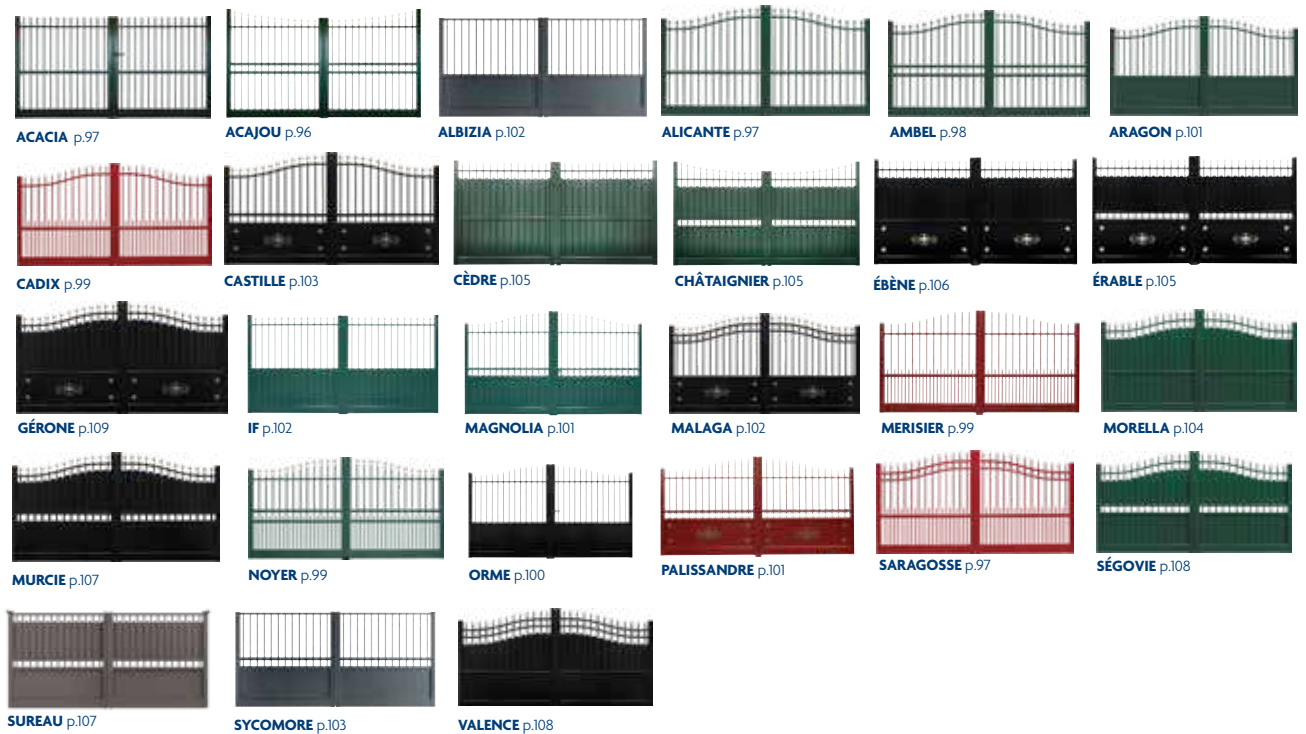 ACACIA p.97
ACAJOU p.96
ALBIZIA p.102
ALICANTE p.97
AMBEL p.98
ARAGON p.101
CADIX p.99
CASTILLE p.103
CÈDRE p.105
CHÂTAIGNIER p.105
ÉBÈNE p.106
ÉRABLE p.105
GÉRONE p.109
IF p.102
MAGNOLIA p.101
MALAGA p.102
MERISIER p.99
MORELLA p.104
MURCIE p.107
NOYER p.99
ORME p.100
PALISSANDRE p.101
SARAGOSSE p.97
SÉGOVIE p.108
SUREAU p.107
SYCOMORE p.103
VALENCE p.108